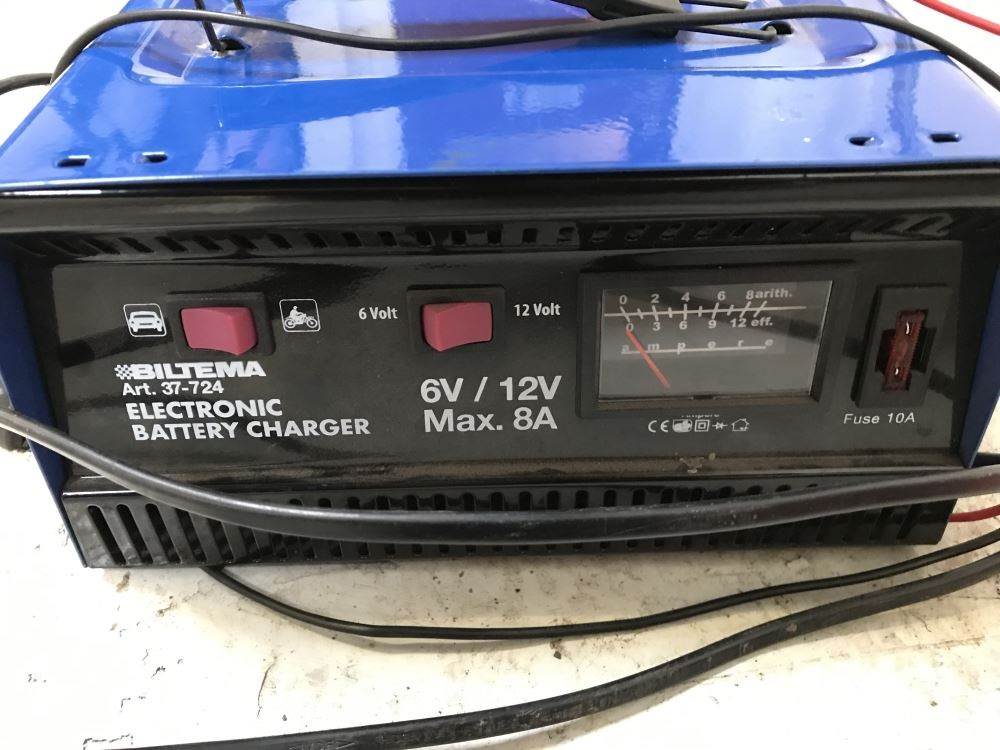 6 Volt
12 Volt
BILTEMA
Art. 37-724
ELECTRONIC
BATTERY CHARGER
6V / 12V
Max. 8A
0 2 4 6 8 arith.
0 3 6 9 12 eff.
a m p e r e
Ampere
CE
Fuse 10A